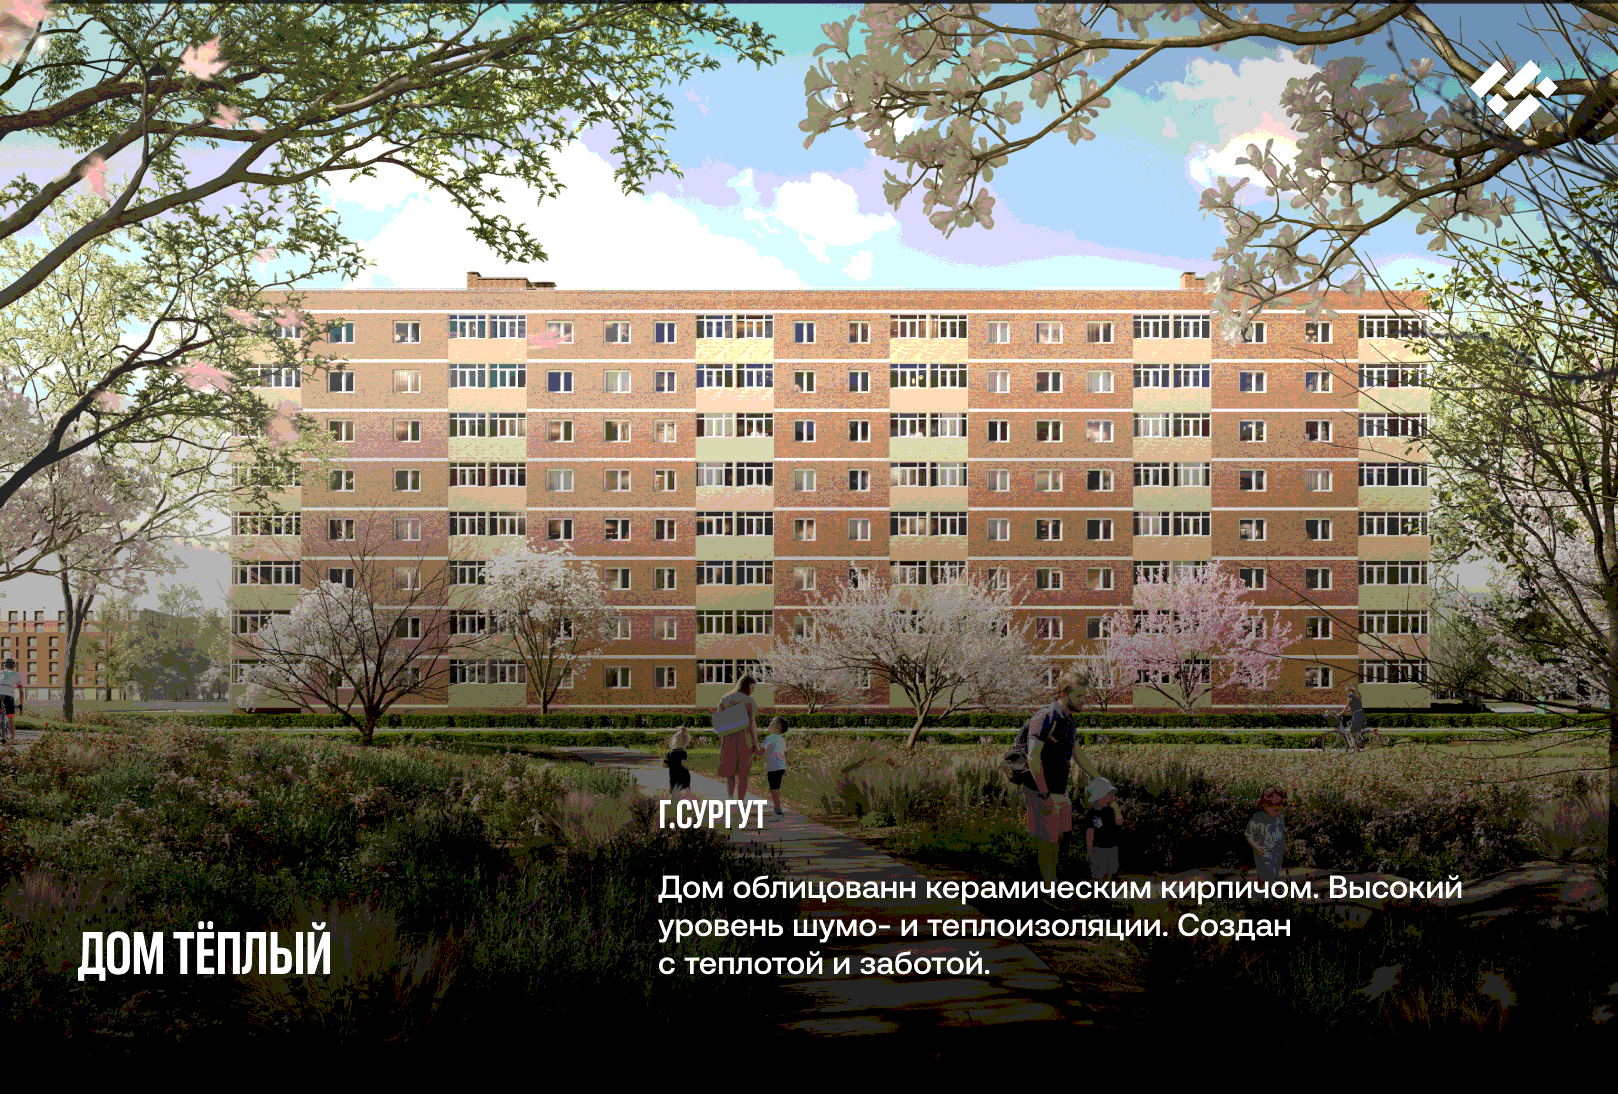 Г.СУРГУТ
Дом облицованн керамическим кирпичом. Высокий
уровень шумо- и теплоизоляции. Создан
с теплотой и заботой.
ДОМ ТЁПЛЫЙ